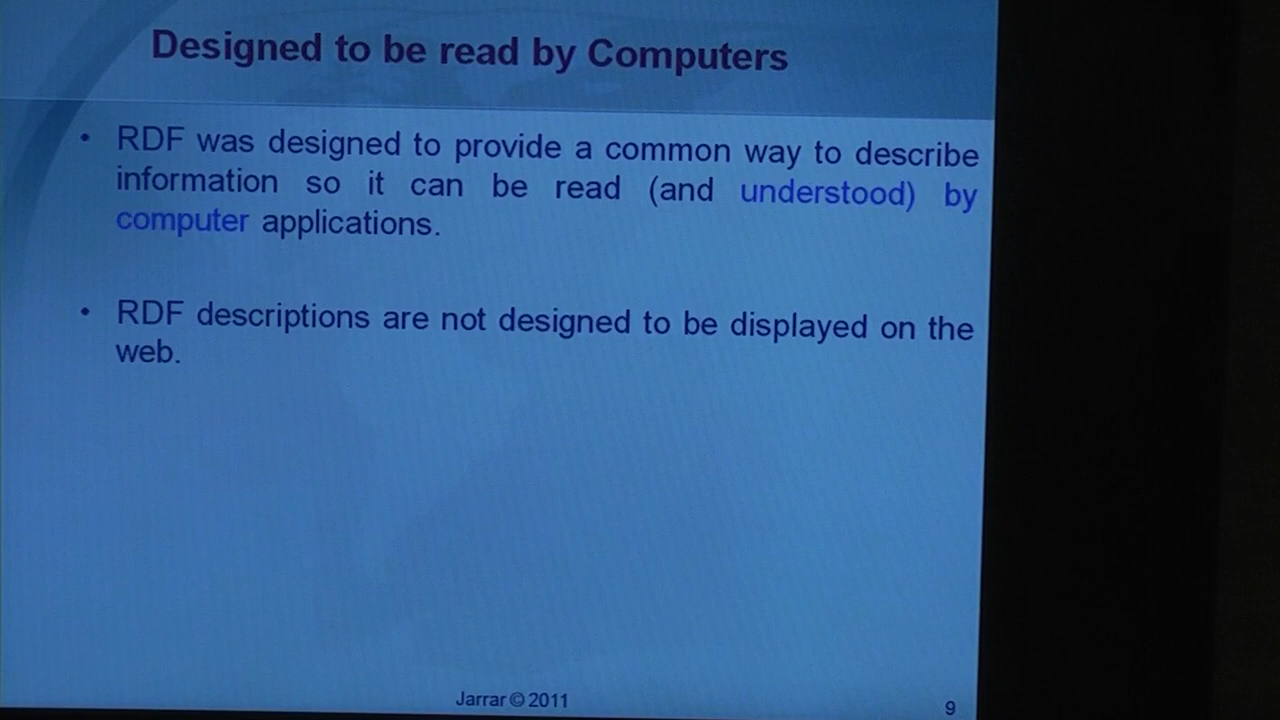 Designed to be read by Computers
• RDF was designed to provide a common way to describe
information so it can be read (and understood) by
computer applications.
• RDF descriptions are not designed to be displayed on the
web.
Jarrar © 2011
9